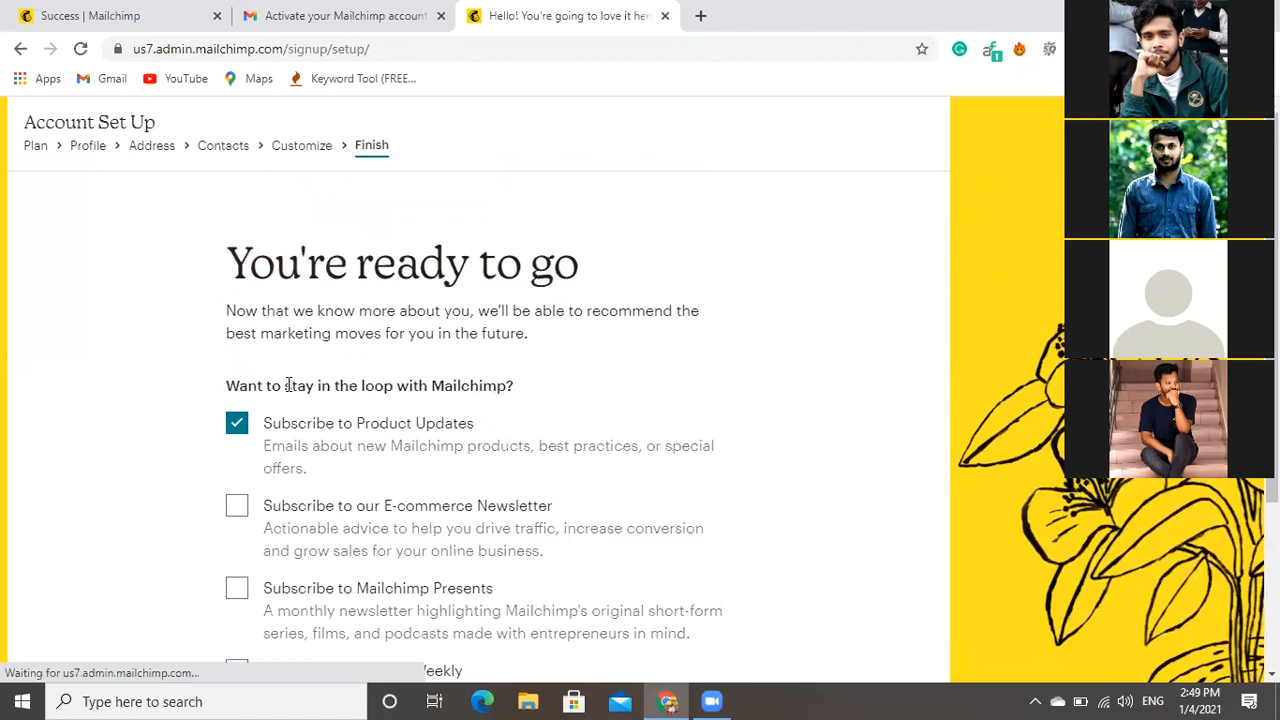 Success | Mailchimp
Activate your Mailchimp account
Hello! You're going to love it here
us7.admin.mailchimp.com/signup/setup/
Apps
Gmail
YouTube
Maps
Keyword Tool (FREE...
Account Set Up
Plan > Profile > Address > Contacts > Customize > Finish
You're ready to go
Now that we know more about you, we'll be able to recommend the
best marketing moves for you in the future.
Want to stay in the loop with Mailchimp?
Subscribe to Product Updates
Emails about new Mailchimp products, best practices, or special
offers.
Subscribe to our E-commerce Newsletter
Actionable advice to help you drive traffic, increase conversion
and grow sales for your online business.
Subscribe to Mailchimp Presents
A monthly newsletter highlighting Mailchimp's original short-form
series, films, and podcasts made with entrepreneurs in mind.
Weekly
Waiting for us7.admin.mailchimp.com...
Type here to search
ENG
2:49 PM
1/4/2021